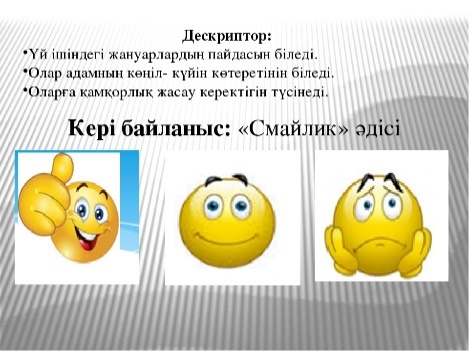 Дескриптор:
•Үй ішіндегі жануарлардың пайдасын біледі.
•Олар адамның көңіл- күйін көтеретінін біледі.
•Оларға қамқорлық жасау керектігін түсінеді.
Кері байланыс: «Смайлик» әдісі